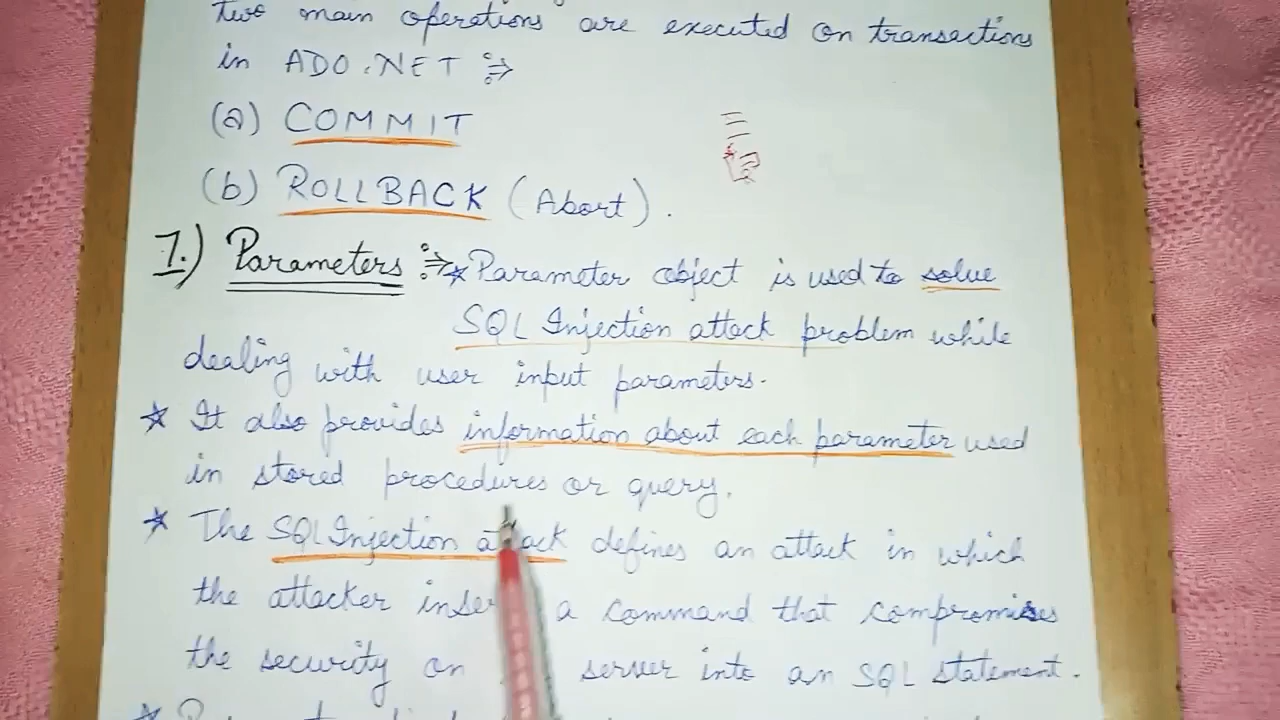 two main operations are executed on transactions
in ADO.NET :⇒
(a) COMMIT
(b) ROLLBACK (Abort).
7.) Parameters :⇒ * Parameter object is used to solve
SQL Injection attack problem while
dealing with user input parameters.
* It also provides information about each parameter used
in stored procedures or query.
* The SQL Injection attack defines an attack in which
the attacker a command that compromises
the security on server into an SQL statement.